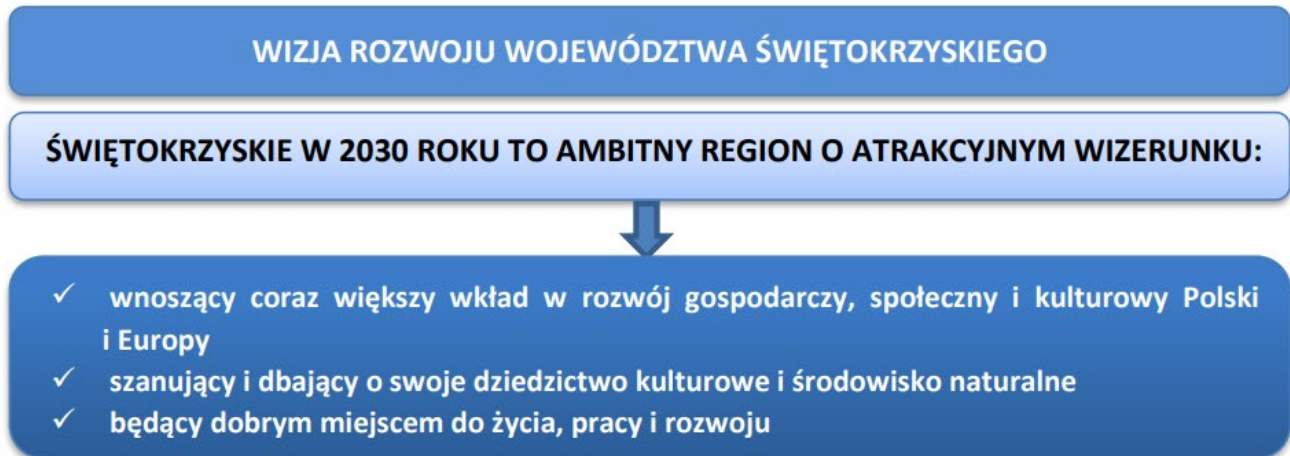 WIZJA ROZWOJU WOJEWÓDZTWA ŚWIĘTOKRZYSKIEGO
ŚWIĘTOKRZYSKIE W 2030 ROKU TO AMBITNY REGION O ATRAKCYJNYM WIZERUNKU:
✓ wnoszący coraz większy wkład w rozwój gospodarczy, społeczny i kulturowy Polski
i Europy
✓ szanujący i dbający o swoje dziedzictwo kulturowe i środowisko naturalne
✓ będący dobrym miejscem do życia, pracy i rozwoju